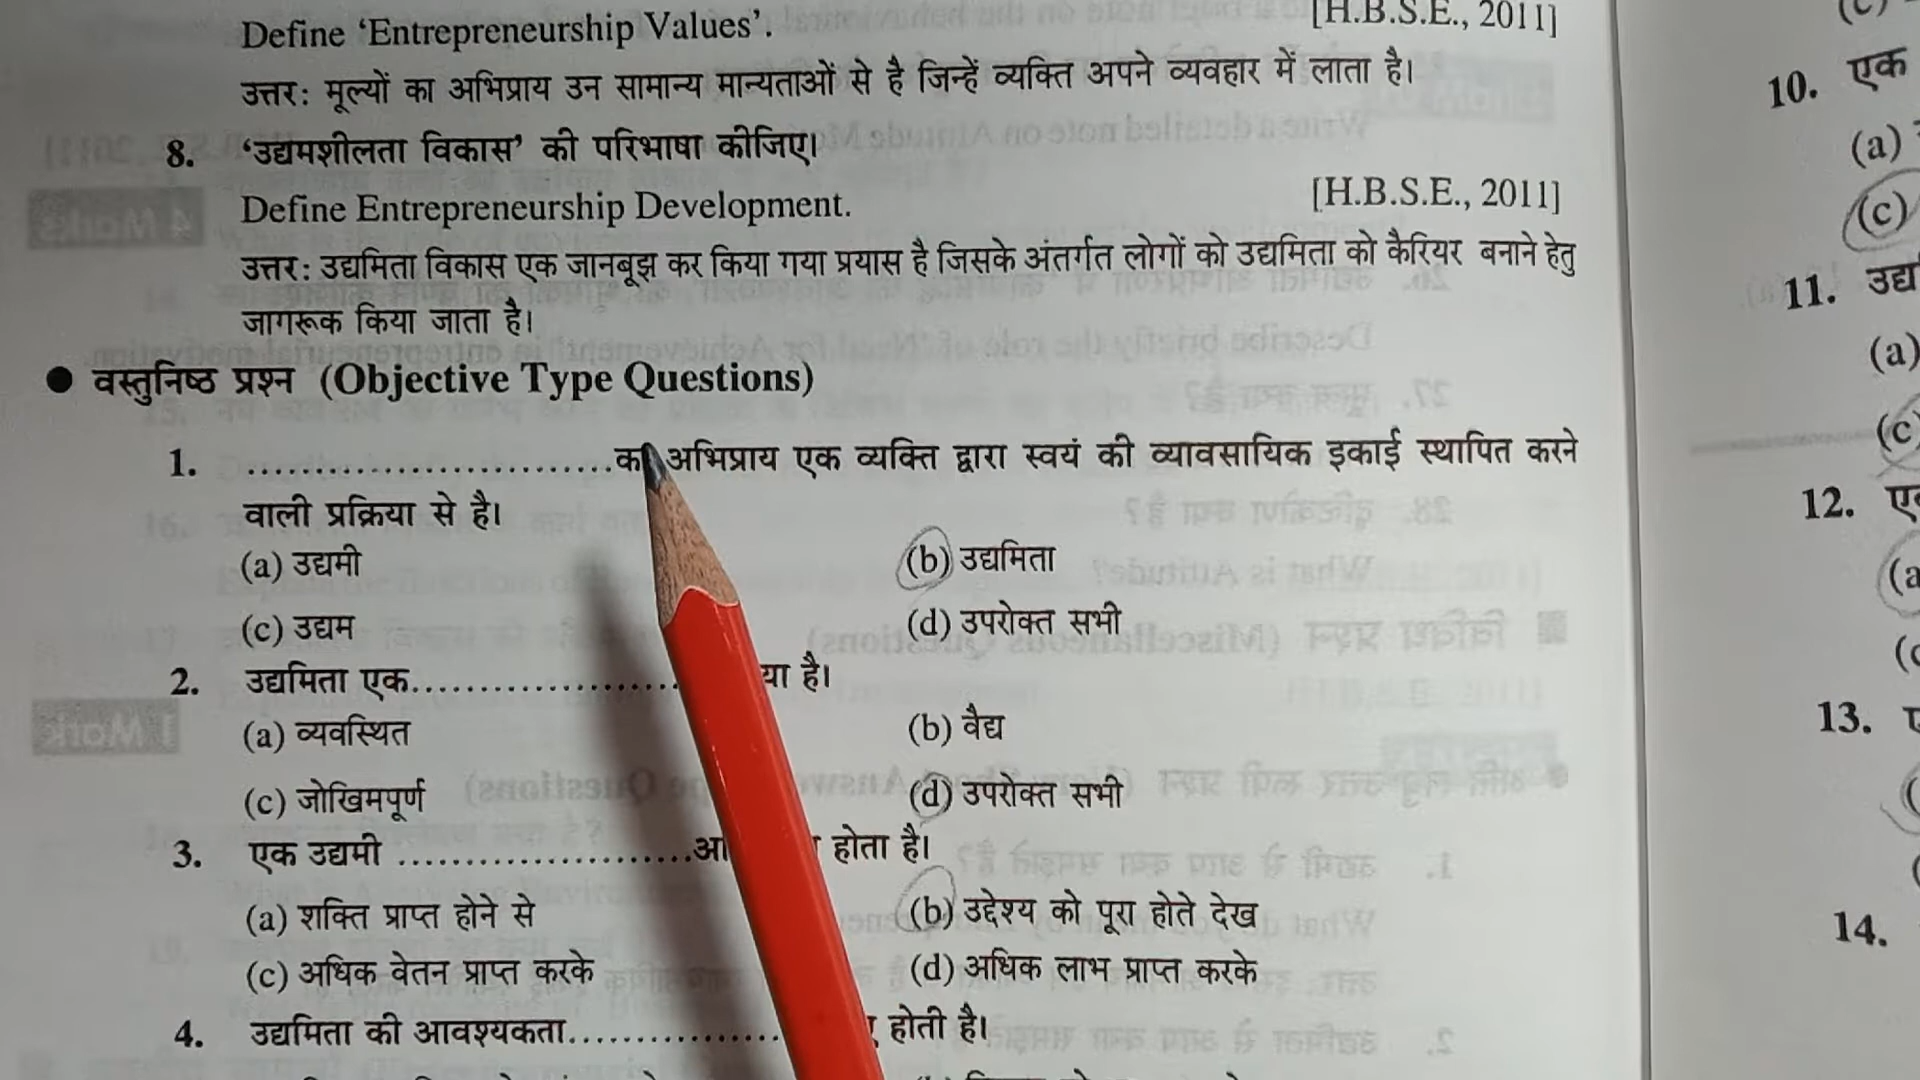 Define ‘Entrepreneurship Values’. [H.B.S.E., 2011]
उत्तर: मूल्यों का अभिप्राय उन सामान्य मान्यताओं से है जिन्हें व्यक्ति अपने व्यवहार में लाता है।
8. ‘उद्यमशीलता विकास’ की परिभाषा कीजिए।
Define Entrepreneurship Development. [H.B.S.E., 2011]
उत्तर: उद्यमिता विकास एक जानबूझ कर किया गया प्रयास है जिसके अंतर्गत लोगों को उद्यमिता को कैरियर बनाने हेतु
जागरूक किया जाता है।
● वस्तुनिष्ठ प्रश्न (Objective Type Questions)
1. ..........................का अभिप्राय एक व्यक्ति द्वारा स्वयं की व्यावसायिक इकाई स्थापित करने
वाली प्रक्रिया से है।
(a) उद्यमी (b) उद्यमिता
(c) उद्यम (d) उपरोक्त सभी
2. उद्यमिता एक.................... है।
(a) व्यवस्थित (b) वैद्य
(c) जोखिमपूर्ण (d) उपरोक्त सभी
3. एक उद्यमी ...................... होता है।
(a) शक्ति प्राप्त होने से (b) उद्देश्य को पूरा होते देख
(c) अधिक वेतन प्राप्त करके (d) अधिक लाभ प्राप्त करके
4. उद्यमिता की आवश्यकता................ होती है।
10. एक
(a)
(c)
11.
(a)
(c)
12.
(a
13.
14.